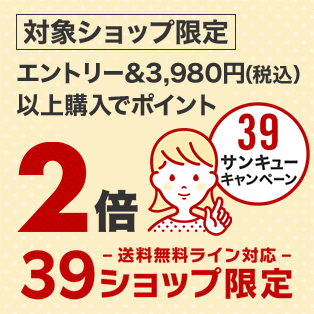 対象ショップ限定
エントリー&3,980円(税込)
以上購入でポイント
2倍
39
サンキュー
キャンペーン
－送料無料ライン対応－
39ショップ限定